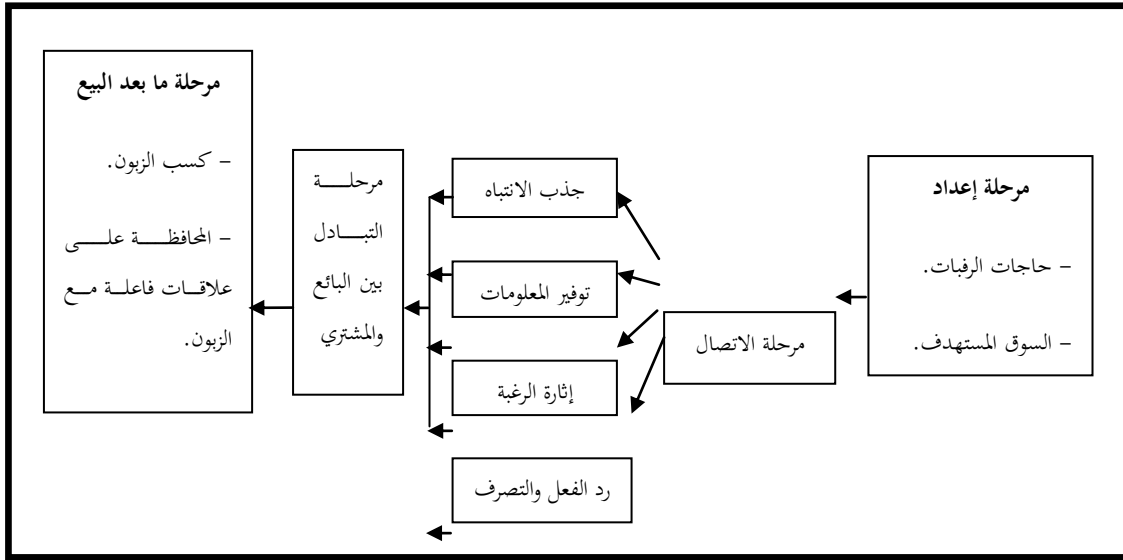 مرحلة إعداد
– حاجات الرفبات.
– السوق المستهدف.
مرحلة الاتصال
جذب الانتباه
توفير المعلومات
إثارة الرغبة
رد الفعل والتصرف
مرحلة
التبادل
بين البائع
والمشتري
مرحلة ما بعد البيع
– كسب الزبون.
– المحافظة على
علاقات فاعلة مع
الزبون.